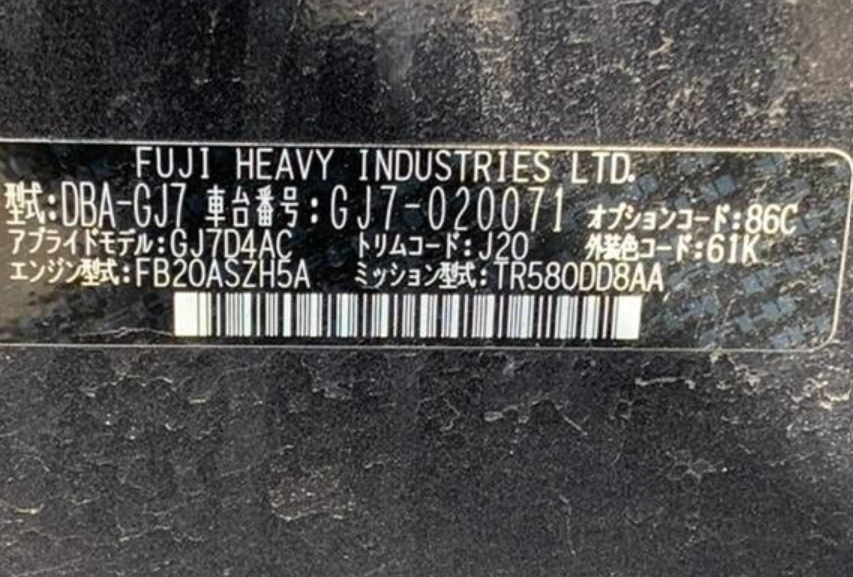 FUJI HEAVY INDUSTRIES LTD.
型式:DBA-GJ7 車台番号:GJ7-020071 オプションコード:86C
アプライドモデル:GJ7D4AC トリムコード:J20 外装色コード:61K
エンジン型式:FB20ASZH5A ミッション型式:TR580DD8AA